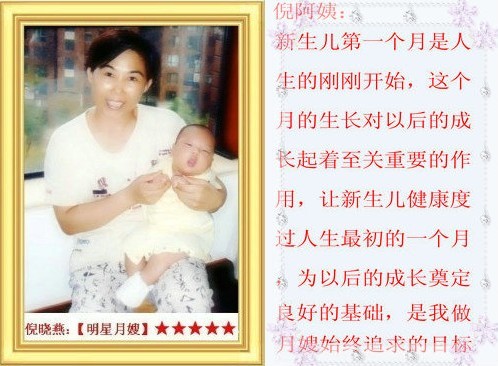 倪阿姨：
新生儿第一个月是人
生的刚刚开始，这个
月的生长对以后的成
长起着至关重要的作
用，让新生儿健康度
过人生最初的一个月
，为以后的成长奠定
良好的基础，是我做
月嫂始终追求的目标
倪晓燕：【明星月嫂】★★★★★